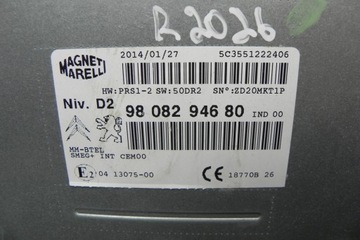 R2026
MAGNETI MARELLI
2014/01/27 5C3551222406
HW:PRS1-2 SW:50DR2 SN°:ZD20MKT1P
Niv. D2 98 082 946 80 IND 00
MM-BTEL
SMEG+ INT CEM00
E2 04 13075-00 CE 18770B 26